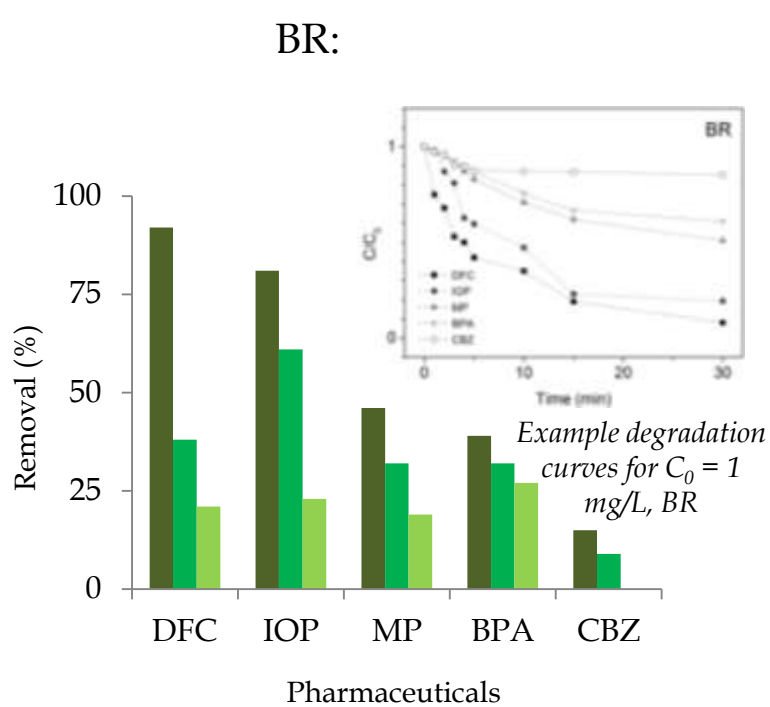 BR:
BR
1
0
C/C0
DFC
IOP
MP
BPA
CBZ
0 10 20 30
Time (min)
Example degradation
curves for C0 = 1
mg/L, BR
100
75
50
25
0
Removal (%)
DFC IOP MP BPA CBZ
Pharmaceuticals